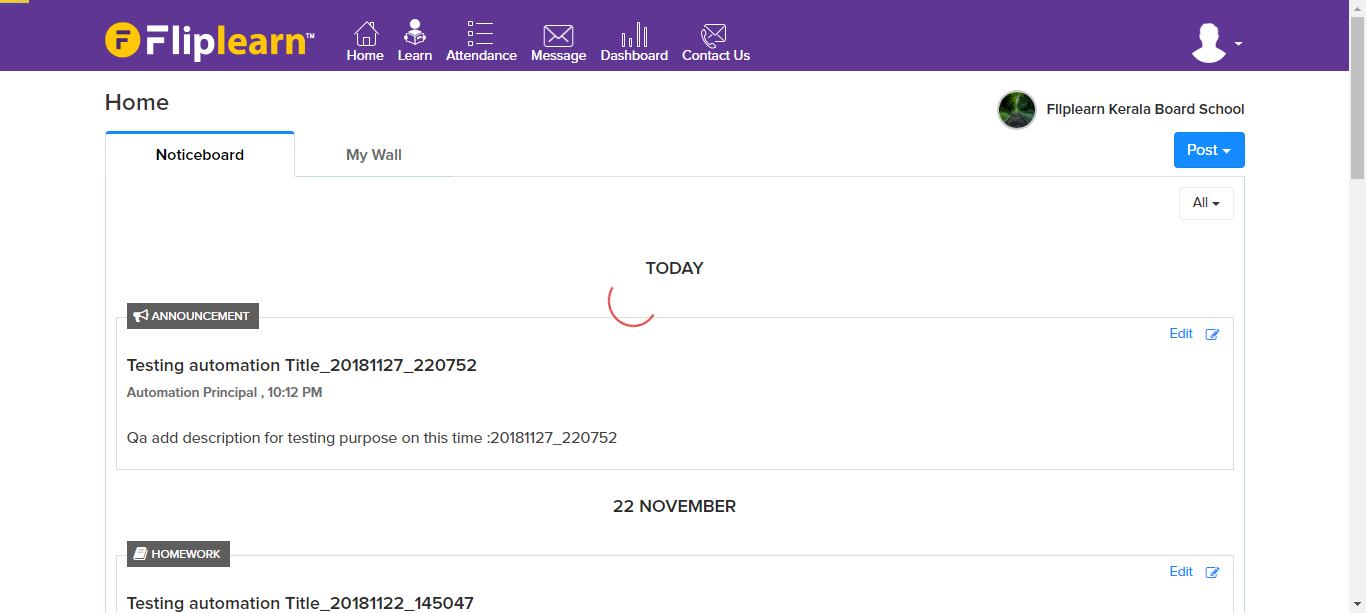 Fliplearn™
Home Learn Attendance Message Dashboard Contact Us
Home
Fliplearn Kerala Board School
Noticeboard My Wall
Post
All
TODAY
ANNOUNCEMENT
Edit
Testing automation Title_20181127_220752
Automation Principal , 10:12 PM
Qa add description for testing purpose on this time :20181127_220752
22 NOVEMBER
HOMEWORK
Edit
Testing automation Title_20181122_145047